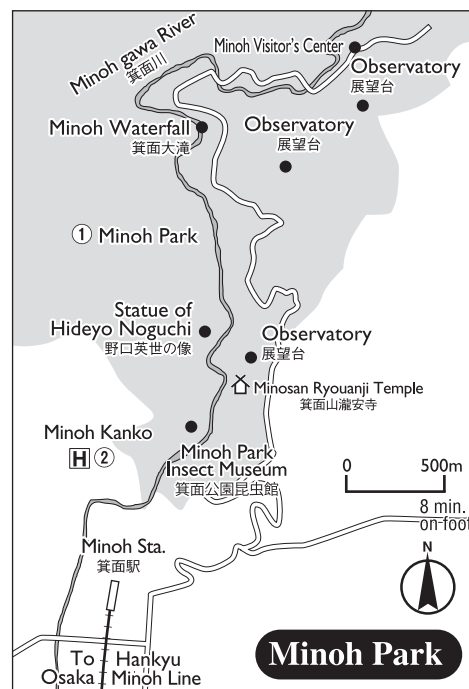 Minoh gawa River
箕面川
Minoh Visitor's Center
Observatory
展望台
Minoh Waterfall
箕面大滝
Observatory
展望台
① Minoh Park
Statue of
Hideyo Noguchi
野口英世の像
Observatory
展望台
Minosan Ryouanji Temple
箕面山瀧安寺
Minoh Kanko
H ②
Minoh Park
Insect Museum
箕面公園昆虫館
0 500m
8 min.
on foot
Minoh Sta.
箕面駅
N
To
Osaka
Hankyu
Minoh Line
Minoh Park